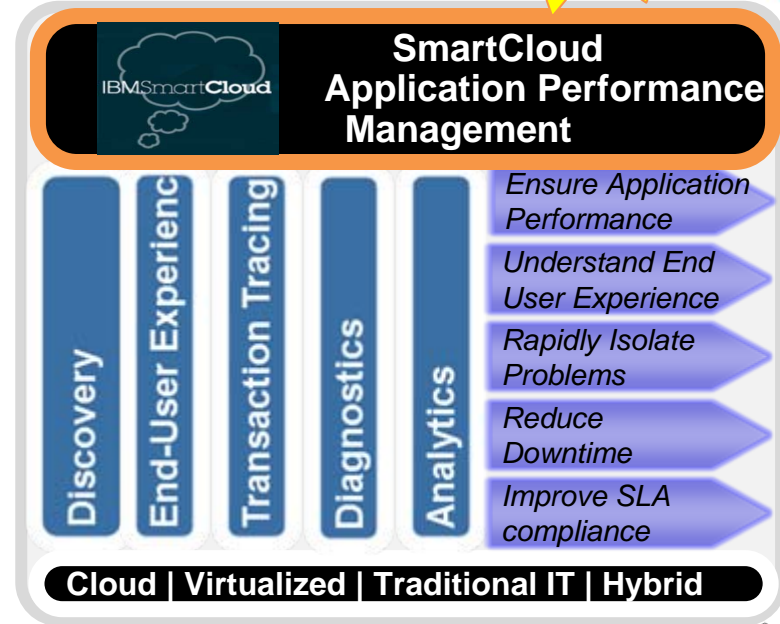 IBMSmartCloud
SmartCloud
Application Performance
Management
Discovery
End-User Experienc
Transaction Tracing
Diagnostics
Analytics
Ensure Application
Performance
Understand End
User Experience
Rapidly Isolate
Problems
Reduce
Downtime
Improve SLA
compliance
Cloud | Virtualized | Traditional IT | Hybrid